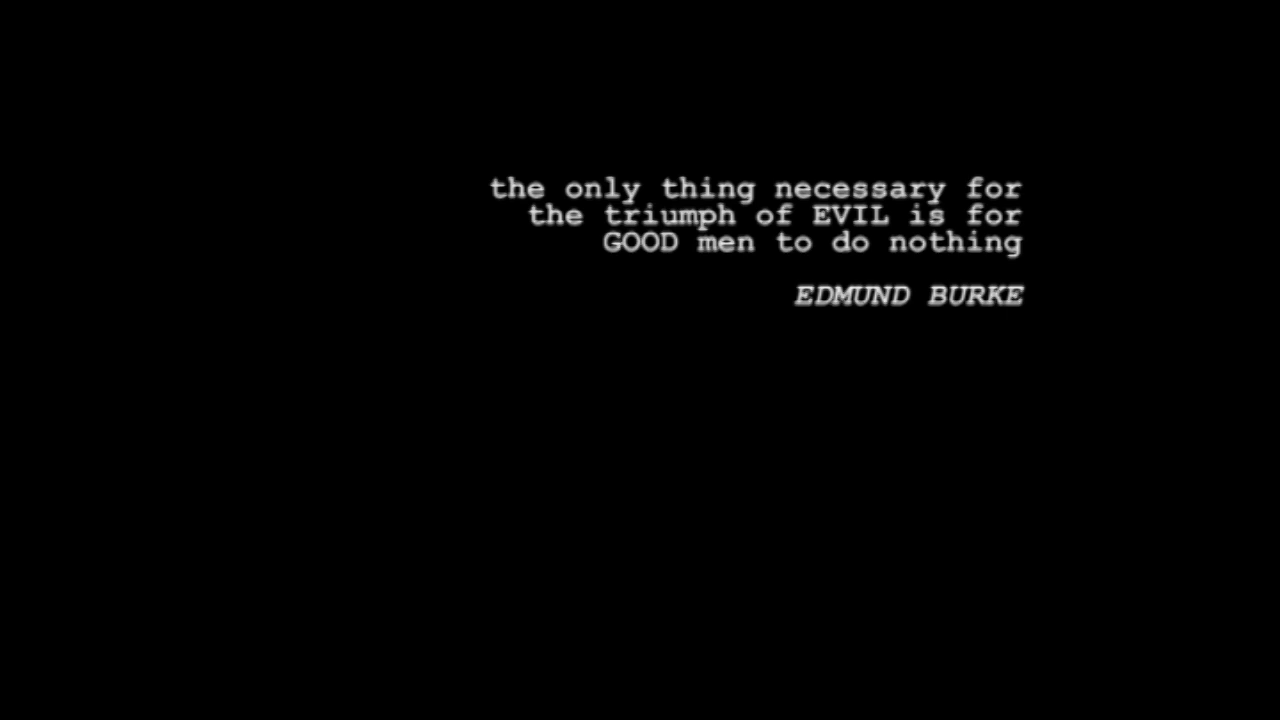 the only thing necessary for
the triumph of EVIL is for
GOOD men to do nothing
EDMUND BURKE